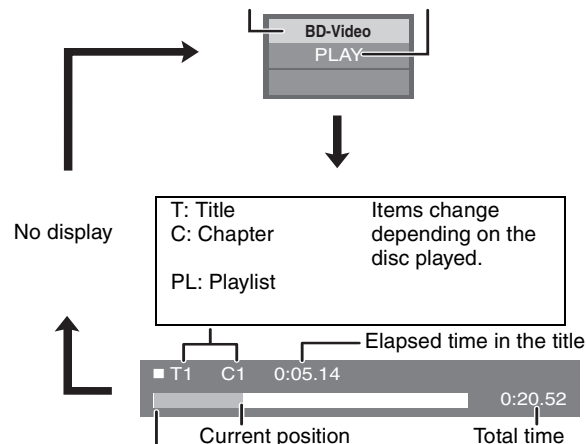 BD-Video
PLAY
No display
T: Title
C: Chapter
PL: Playlist
Items change
depending on the
disc played.
Elapsed time in the title
T1 C1 0:05.14
0:20.52
Current position
Total time